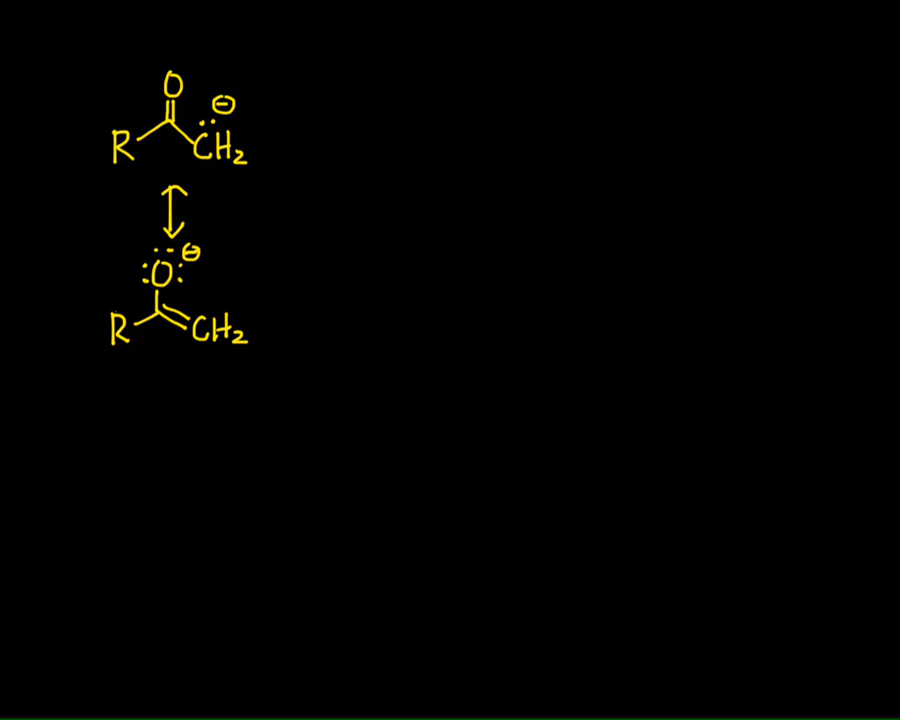 O
⊖
R ··CH₂
·· ⊖
:O:
R CH₂